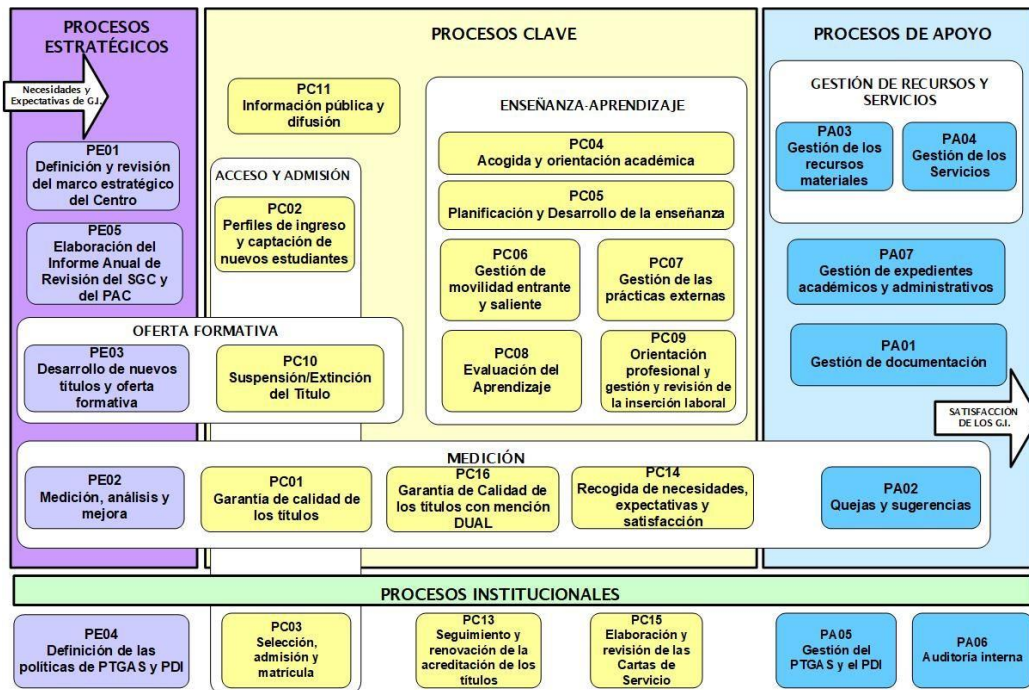 PROCESOS
ESTRATÉGICOS
Necesidades y
Expectativas de G.I.
PE01
Definición y revisión
del marco estratégico
del Centro
PE05
Elaboración del
Informe Anual de
Revisión del SGC y
del PAC
PROCESOS CLAVE
PC11
Información pública y
difusión
ACCESO Y ADMISIÓN
PC02
Perfiles de ingreso
y captación de
nuevos estudiantes
ENSEÑANZA-APRENDIZAJE
PC04
Acogida y orientación académica
PC05
Planificación y Desarrollo de la enseñanza
PC06
Gestión de
movilidad entrante
y saliente
PC07
Gestión de las
prácticas externas
PC08
Evaluación del
Aprendizaje
PC09
Orientación
profesional y
gestión y revisión de
la inserción laboral
OFERTA FORMATIVA
PE03
Desarrollo de nuevos
títulos y oferta
formativa
PC10
Suspensión/Extinción
del Título
PROCESOS DE APOYO
GESTIÓN DE RECURSOS Y
SERVICIOS
PA03
Gestión de los
recursos
materiales
PA04
Gestión de los
Servicios
PA07
Gestión de expedientes
académicos y administrativos
PA01
Gestión de documentación
SATISFACCIÓN
DE LOS G.I.
MEDICIÓN
PE02
Medición, análisis y
mejora
PC01
Garantía de calidad de
los títulos
PC16
Garantía de Calidad de
los títulos con mención
DUAL
PC14
Recogida de necesidades,
expectativas y
satisfacción
PA02
Quejas y sugerencias
PROCESOS INSTITUCIONALES
PE04
Definición de las
políticas de PTGAS y PDI
PC03
Selección,
admisión y
matrícula
PC13
Seguimiento y
renovación de la
acreditación de los
títulos
PC15
Elaboración y
revisión de las
Cartas de
Servicio
PA05
Gestión del
PTGAS y el PDI
PA06
Auditoría interna